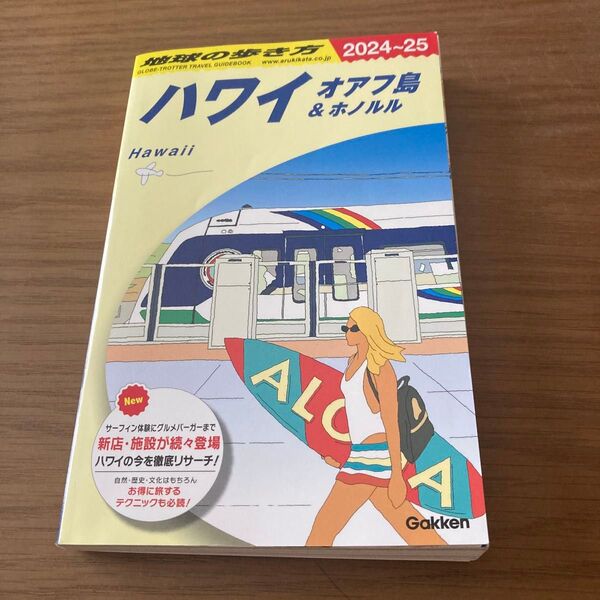 地球の歩き方
GLOBE-TROTTER TRAVEL GUIDEBOOK
www.arukikata.co.jp
2024~25
ハワイ オアフ島
&ホノルル
Hawaii
New
サーフィン体験にグルメバーガーまで
新店・施設が続々登場
ハワイの今を徹底リサーチ!
自然・歴史・文化はもちろん
お得に旅する
テクニックも必読!
ALOHA
Gakken